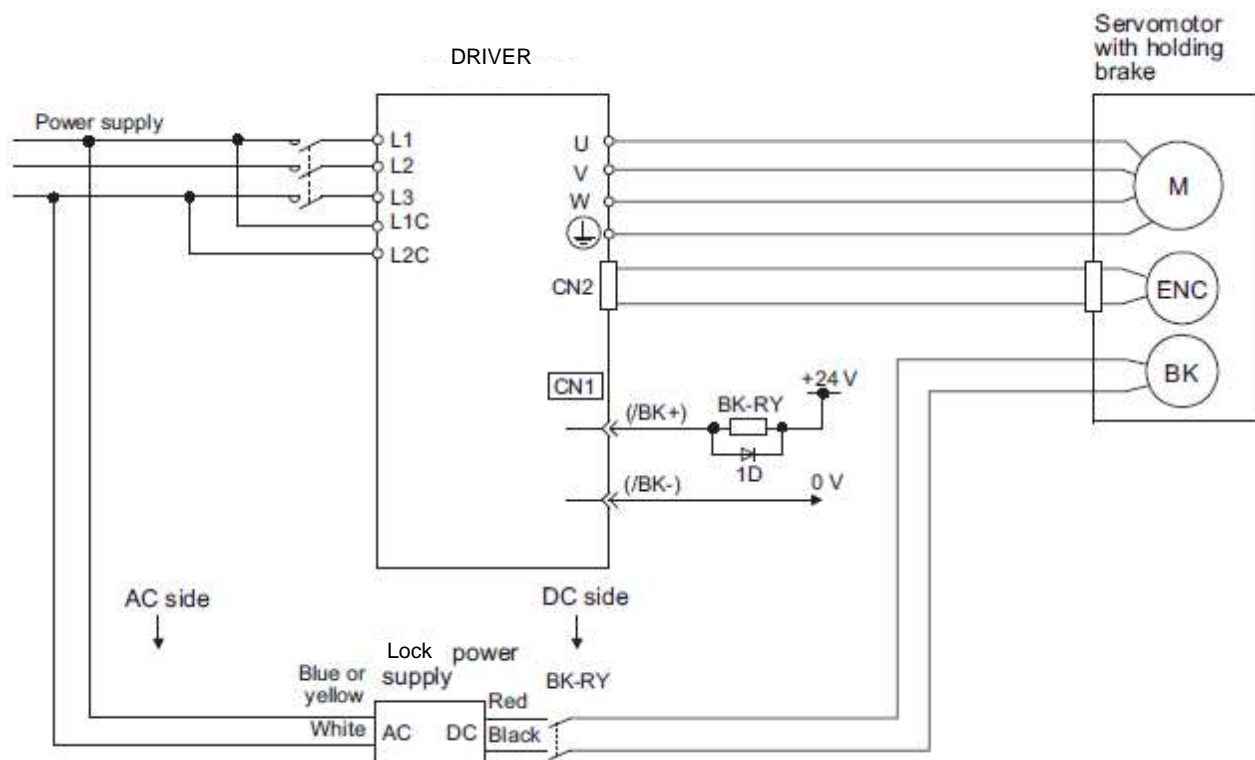 Servomotor
with holding
brake
DRIVER
Power supply
L1
L2
L3
L1C
L2C
U
V
W
M
CN2
ENC
CN1
BK
+24 V
(/BK+)
BK-RY
1D
(/BK-)
0 V
AC side
DC side
Lock power
supply
BK-RY
Blue or
yellow
White
AC
DC
Red
Black